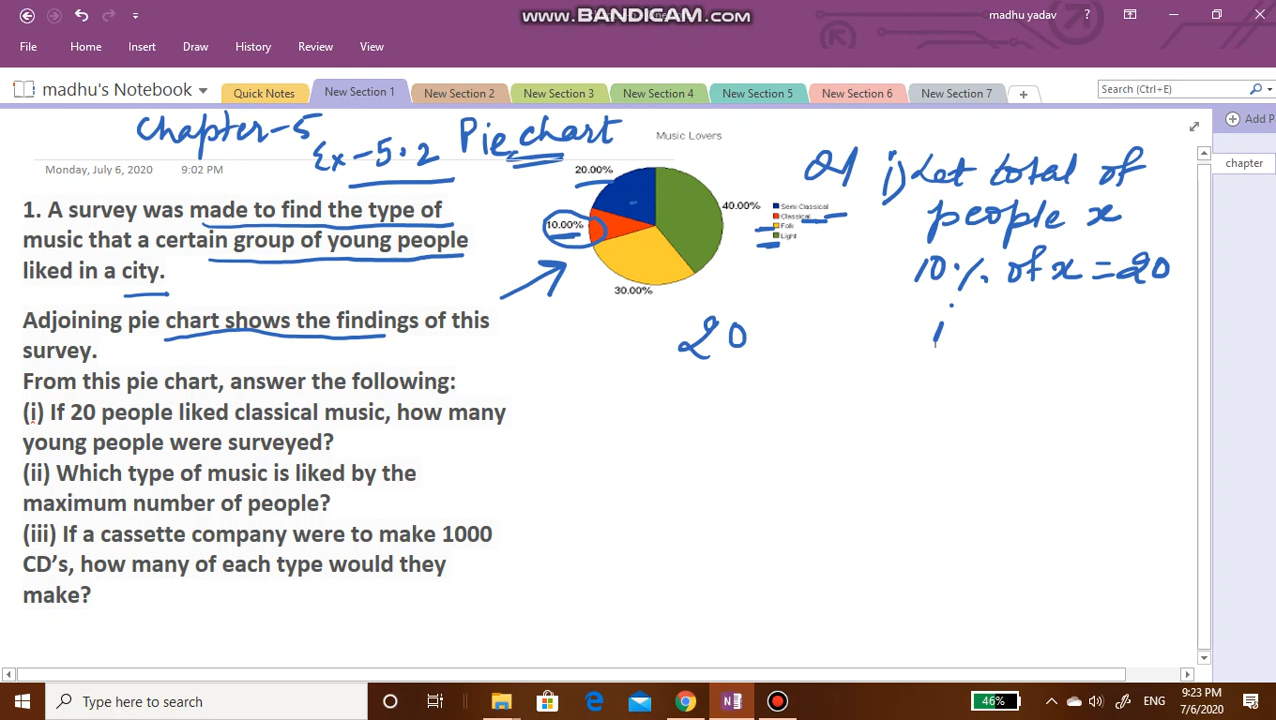 www.BANDICAM.com
madhu yadav
File Home Insert Draw History Review View
madhu's Notebook
Quick Notes New Section 1 New Section 2 New Section 3 New Section 4 New Section 5 New Section 6 New Section 7
Search (Ctrl+E)
Add P
chapter
Chapter-5
Ex-5.2 Pie chart
Monday, July 6, 2020 9:02 PM
1. A survey was made to find the type of
music that a certain group of young people
liked in a city.
Adjoining pie chart shows the findings of this
survey.
From this pie chart, answer the following:
(i) If 20 people liked classical music, how many
young people were surveyed?
(ii) Which type of music is liked by the
maximum number of people?
(iii) If a cassette company were to make 1000
CD's, how many of each type would they
make?
Music Lovers
20.00%
40.00%
10.00%
30.00%
Semi Classical
Classical
Folk
Light
20
i) Let total of
people x
10% of x = 20
Type here to search
46%
ENG
9:23 PM
7/6/2020